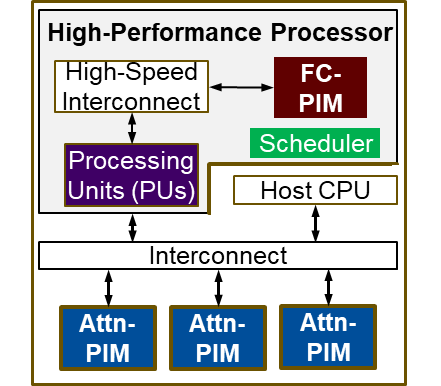 High-Performance Processor
High-Speed
Interconnect
FC-
PIM
Scheduler
Processing
Units (PUs)
Host CPU
Interconnect
Attn-
PIM
Attn-
PIM
Attn-
PIM